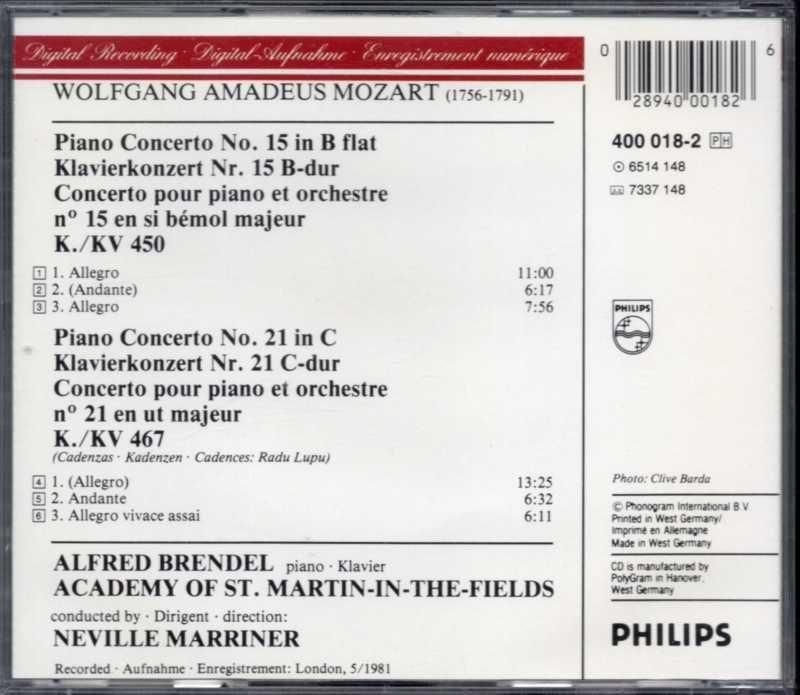 Digital Recording · Digital-Aufnahme · Enregistrement numérique
WOLFGANG AMADEUS MOZART (1756-1791)
Piano Concerto No. 15 in B flat
Klavierkonzert Nr. 15 B-dur
Concerto pour piano et orchestre
nº 15 en si bémol majeur
K./KV 450
1 1. Allegro 11:00
2 2. (Andante) 6:17
3 3. Allegro 7:56
Piano Concerto No. 21 in C
Klavierkonzert Nr. 21 C-dur
Concerto pour piano et orchestre
nº 21 en ut majeur
K./KV 467
(Cadenzas · Kadenzen · Cadences: Radu Lupu)
4 1. (Allegro) 13:25
5 2. Andante 6:32
6 3. Allegro vivace assai 6:11
ALFRED BRENDEL piano · Klavier
ACADEMY OF ST. MARTIN-IN-THE-FIELDS
conducted by · Dirigent · direction:
NEVILLE MARRINER
Recorded · Aufnahme · Enregistrement: London, 5/1981
0 28940 00182 6
400 018-2 PH
6514 148
7337 148
PHILIPS
Photo: Clive Barda
© Phonogram International B.V.
Printed in West Germany/
Imprimé en Allemagne
Made in West Germany
CD is manufactured by
PolyGram in Hanover,
West Germany
PHILIPS